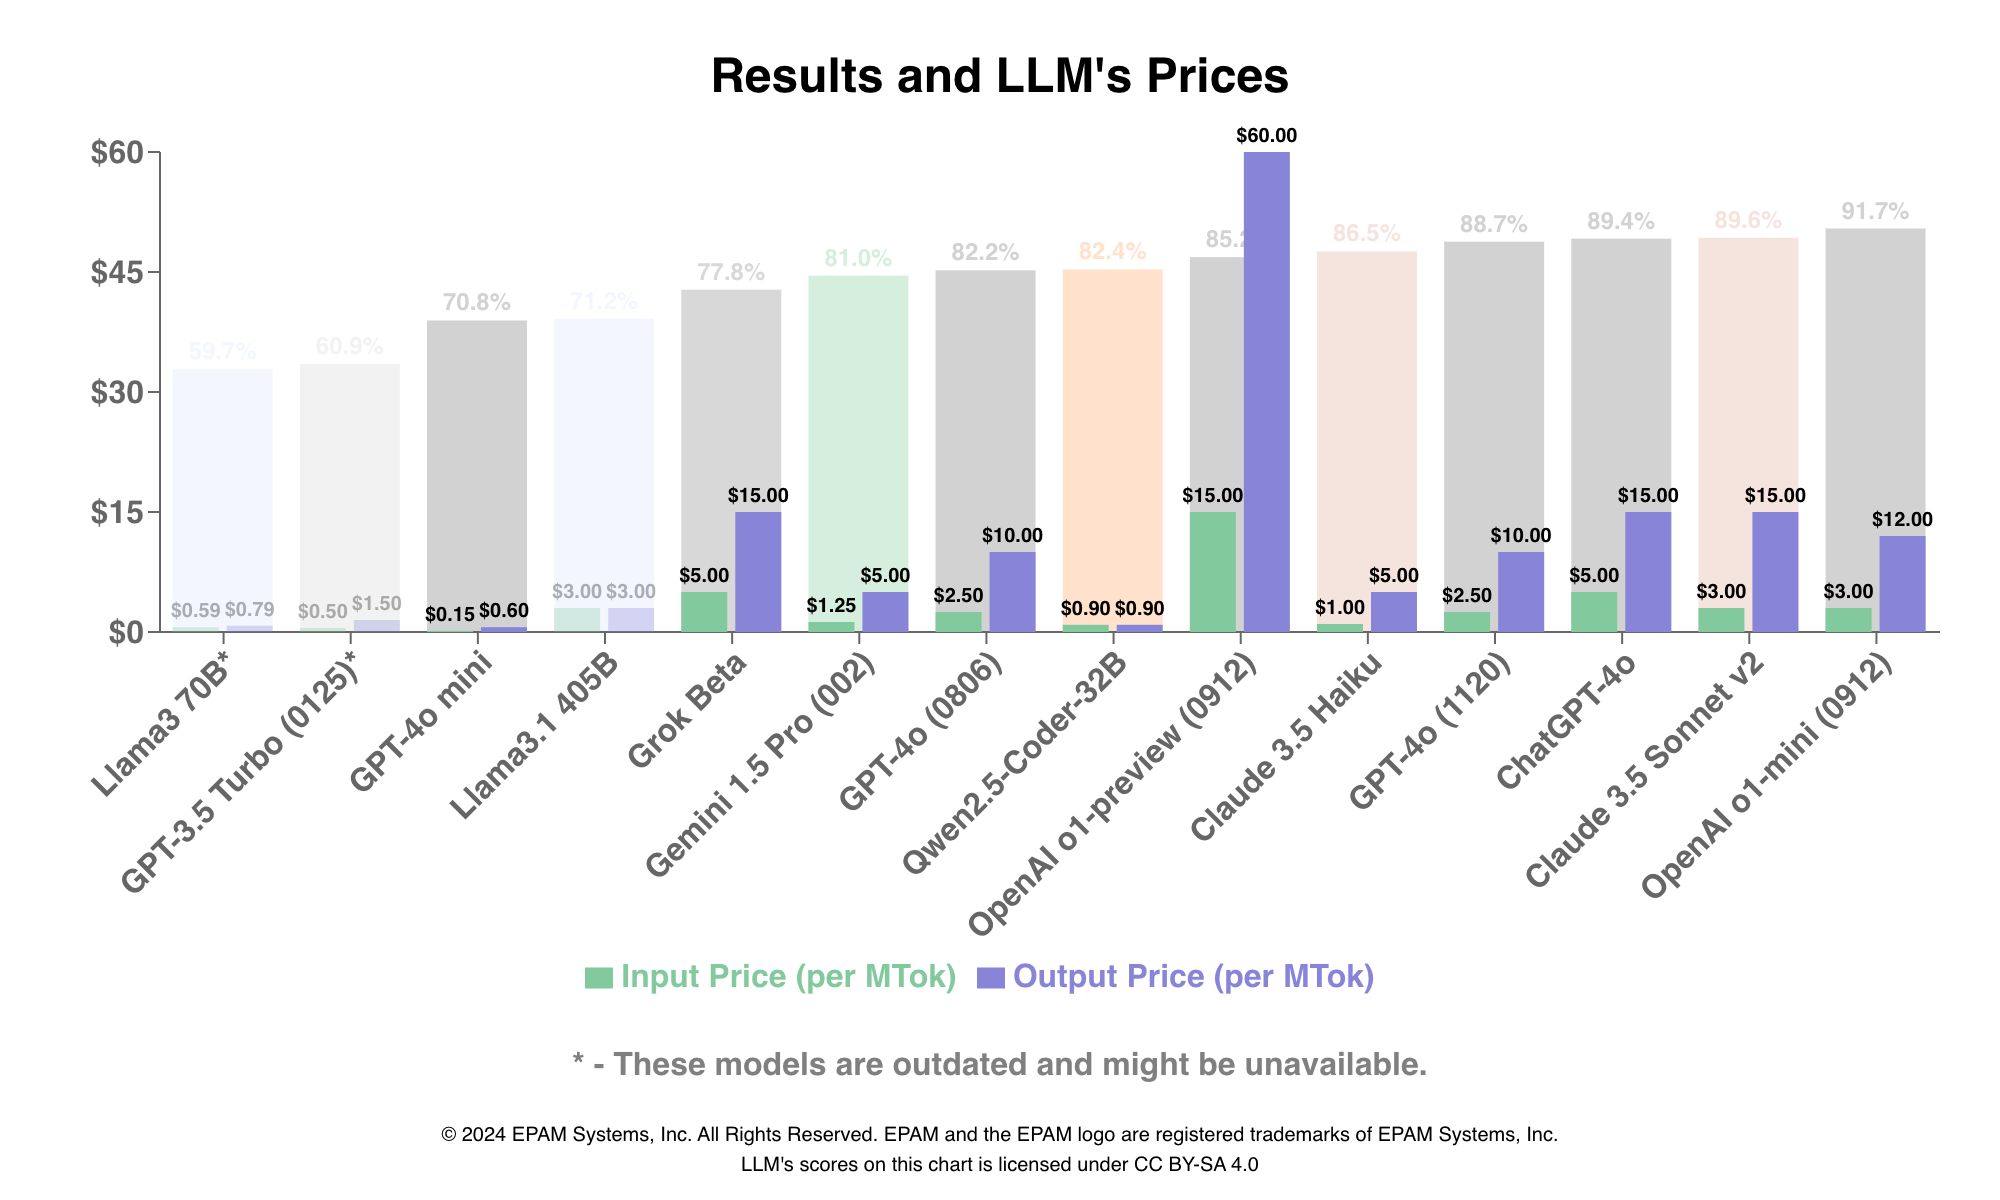 Results and LLM's Prices
$60
$45
$30
$15
$0
59.7%
60.9%
70.8%
71.2%
77.8%
81.0%
82.2%
82.4%
86.5%
88.7%
89.4%
89.6%
91.7%
$0.59 $0.79
$0.50 $1.50
$0.15 $0.60
$3.00 $3.00
$5.00 $15.00
$1.25 $5.00
$2.50 $10.00
$0.90 $0.90
$15.00 $60.00
$1.00 $5.00
$2.50 $10.00
$5.00 $15.00
$3.00 $15.00
$3.00 $12.00
Llama3 70B*
GPT-3.5 Turbo (0125)*
GPT-4o mini
Llama3.1 405B
Grok Beta
Gemini 1.5 Pro (002)
GPT-4o (0806)
Qwen2.5-Coder-32B
OpenAI o1-preview (0912)
Claude 3.5 Haiku
GPT-4o (1120)
ChatGPT-4o
Claude 3.5 Sonnet v2
OpenAI o1-mini (0912)
Input Price (per MTok) Output Price (per MTok)
* - These models are outdated and might be unavailable.
© 2024 EPAM Systems, Inc. All Rights Reserved. EPAM and the EPAM logo are registered trademarks of EPAM Systems, Inc.
LLM's scores on this chart is licensed under CC BY-SA 4.0